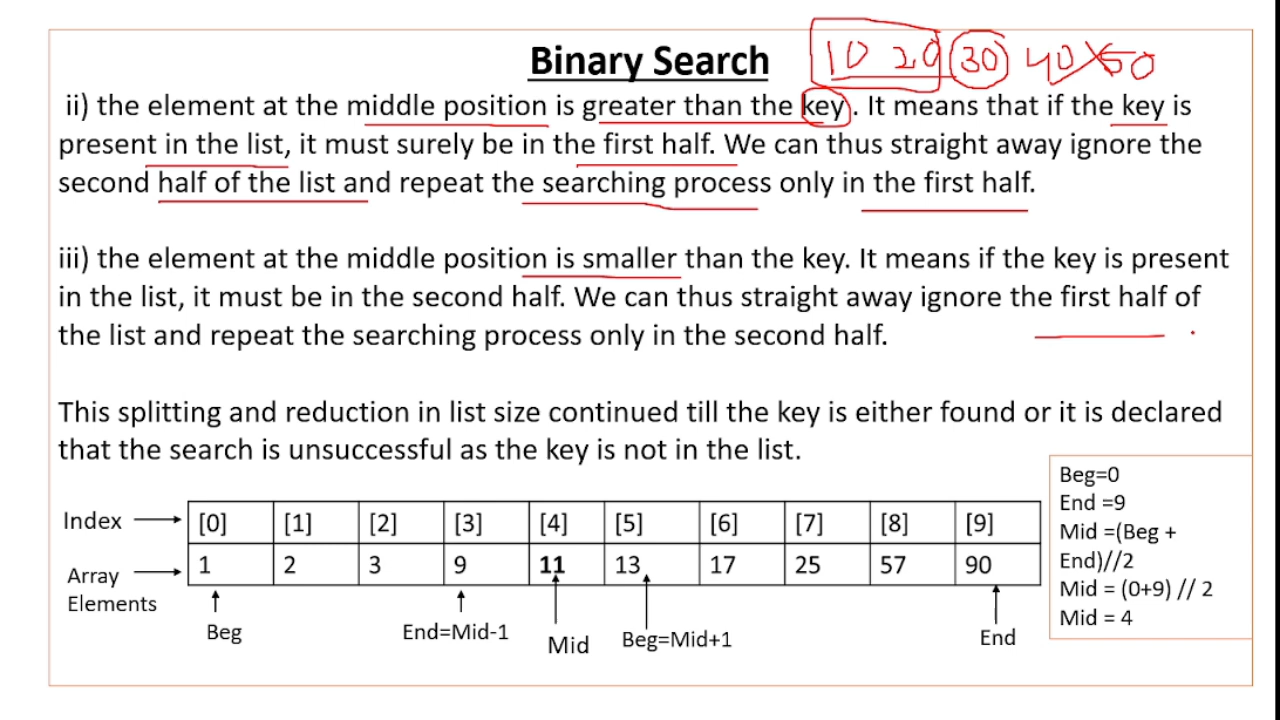 Binary Search 10 20 30 40 50
ii) the element at the middle position is greater than the key . It means that if the key is
present in the list, it must surely be in the first half. We can thus straight away ignore the
second half of the list and repeat the searching process only in the first half.
iii) the element at the middle position is smaller than the key. It means if the key is present
in the list, it must be in the second half. We can thus straight away ignore the first half of
the list and repeat the searching process only in the second half.
This splitting and reduction in list size continued till the key is either found or it is declared
that the search is unsuccessful as the key is not in the list.
Index [0] [1] [2] [3] [4] [5] [6] [7] [8] [9]
Array 1 2 3 9 11 13 17 25 57 90
Elements
Beg End=Mid-1 Mid Beg=Mid+1 End
Beg=0
End =9
Mid =(Beg +
End)//2
Mid = (0+9) // 2
Mid = 4